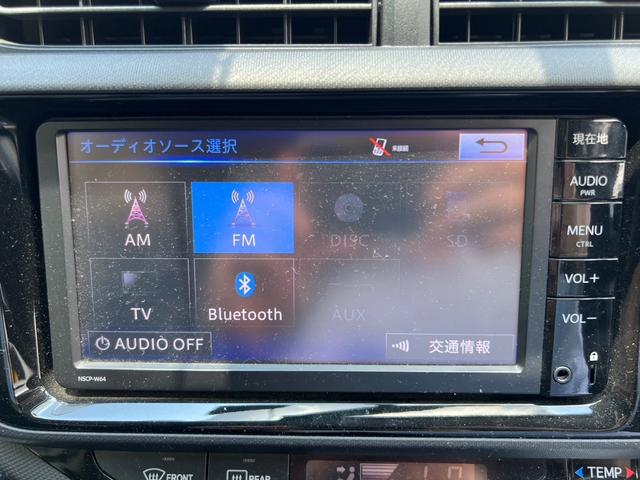 オーディオソース選択
未接続
現在地
AUDIO
PWR
AM
FM
DISC
SD
MENU
CTRL
TV
Bluetooth
AUX
VOL+
VOL−
AUDIO OFF
交通情報
NSCP-W64
FRONT
REAR
TEMP